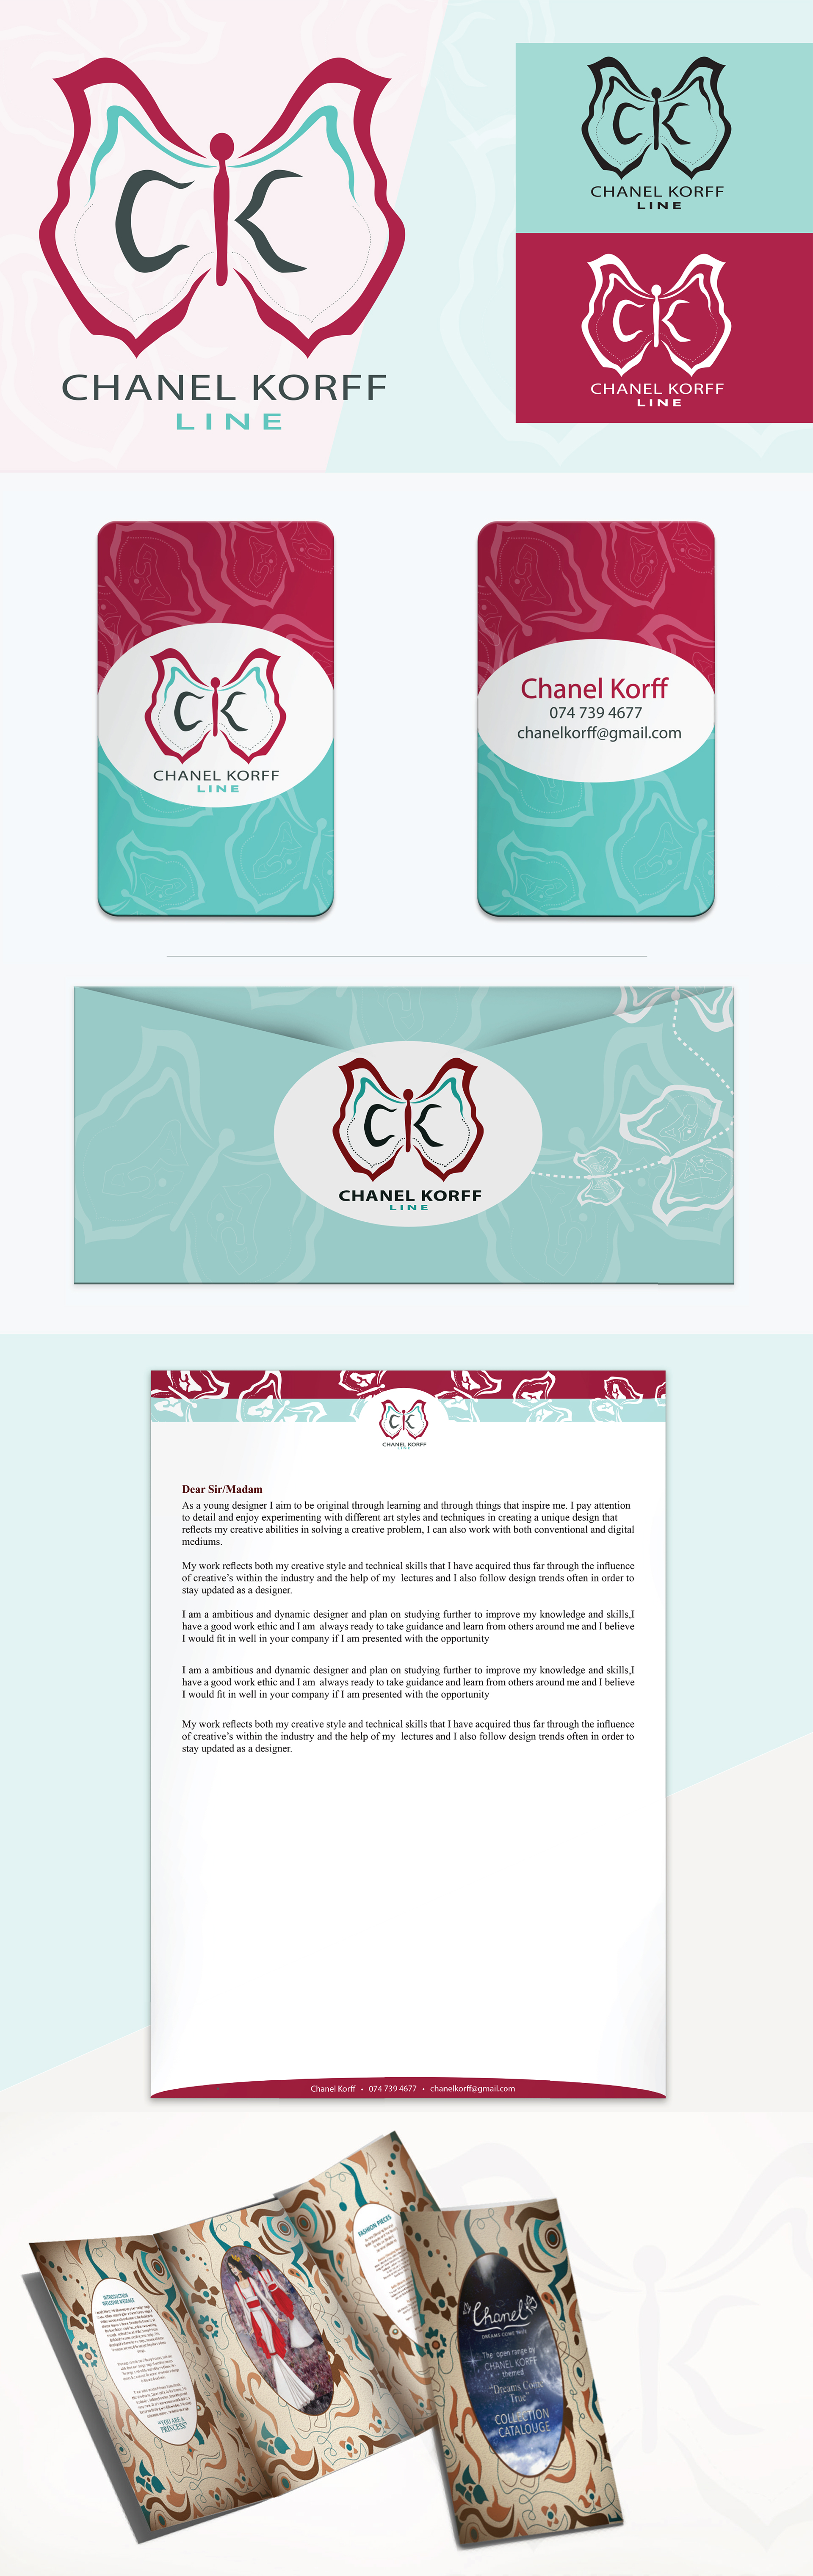 CK
CHANEL KORFF
LINE
CK
CHANEL KORFF
LINE
CK
CHANEL KORFF
LINE
CK
CHANEL KORFF
LINE
Chanel Korff
074 739 4677
chanelkorff@gmail.com
CK
CHANEL KORFF
LINE
CK
CHANEL KORFF
LINE
Dear Sir/Madam
As a young designer I aim to be original through learning and through things that inspire me. I pay attention
to detail and enjoy experimenting with different art styles and techniques in creating a unique design that
reflects my creative abilities in solving a creative problem, I can also work with both conventional and digital
mediums.
My work reflects both my creative style and technical skills that I have acquired thus far through the influence
of creative's within the industry and the help of my lectures and I also follow design trends often in order to
stay updated as a designer.
I am a ambitious and dynamic designer and plan on studying further to improve my knowledge and skills,I
have a good work ethic and I am always ready to take guidance and learn from others around me and I believe
I would fit in well in your company if I am presented with the opportunity
I am a ambitious and dynamic designer and plan on studying further to improve my knowledge and skills,I
have a good work ethic and I am always ready to take guidance and learn from others around me and I believe
I would fit in well in your company if I am presented with the opportunity
My work reflects both my creative style and technical skills that I have acquired thus far through the influence
of creative's within the industry and the help of my lectures and I also follow design trends often in order to
stay updated as a designer.
Chanel Korff • 074 739 4677 • chanelkorff@gmail.com
INTRODUCTION
WELCOME MESSAGE
"YOU ARE A
PRINCESS"
FASHION PIECES
Chanel
DREAMS COME TRUE
The open range by
CHANEL KORFF
themed
"Dreams Come
True"
COLLECTION
CATALOUGE